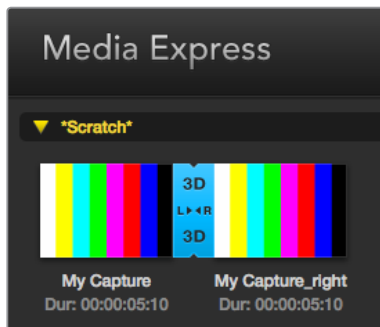 Media Express
*Scratch*
3D
L▶◀R
3D
My Capture
My Capture_right
Dur: 00:00:05:10
Dur: 00:00:05:10